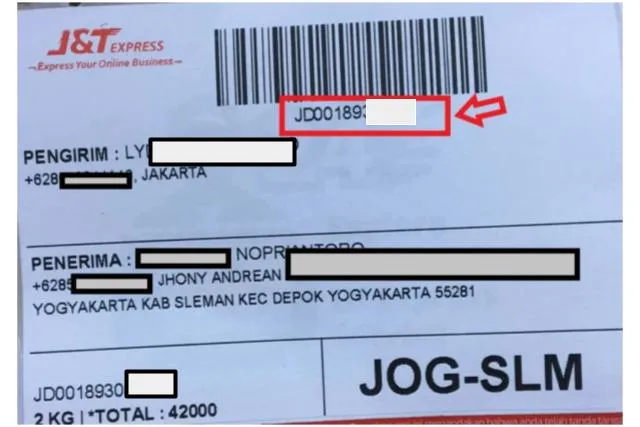 J&T EXPRESS
Express Your Online Business
JD001893
PENGIRIM : LY
+628 , JAKARTA
PENERIMA : NOPRIANTORO
+6285 JHONY ANDREAN
YOGYAKARTA KAB SLEMAN KEC DEPOK YOGYAKARTA 55281
JD0018930
JOG-SLM
2 KG | *TOTAL : 42000